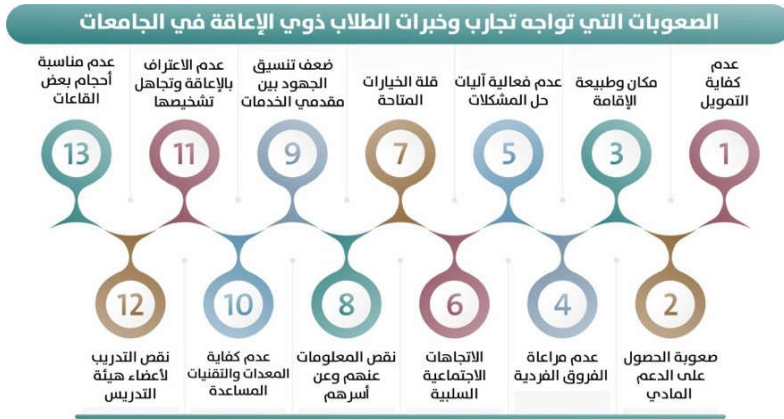 الصعوبات التي تواجه تجارب وخبرات الطلاب ذوي الإعاقة في الجامعات
عدم
كفاية
التمويل
1
صعوبة الحصول
على الدعم
المادي
2
مكان وطبيعة
الإقامة
3
عدم مراعاة
الفروق الفردية
4
عدم فعالية آليات
حل المشكلات
5
الاتجاهات
الاجتماعية
السلبية
6
قلة الخيارات
المتاحة
7
نقص المعلومات
عنهم وعن
أسرهم
8
ضعف تنسيق
الجهود بين
مقدمي الخدمات
9
عدم كفاية
المعدات والتقنيات
المساعدة
10
عدم الاعتراف
بالإعاقة وتجاهل
تشخيصها
11
نقص التدريب
لأعضاء هيئة
التدريس
12
عدم مناسبة
أحجام بعض
القاعات
13